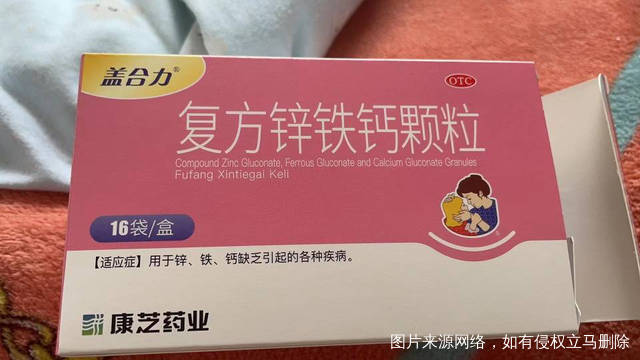 盖合力®
OTC
复方锌铁钙颗粒
Compound Zinc Gluconate, Ferrous Gluconate and Calcium Gluconate Granules
Fufang Xintiegai Keli
16袋/盒
【适应症】用于锌、铁、钙缺乏引起的各种疾病。
康芝药业
图片来源网络，如有侵权立马删除